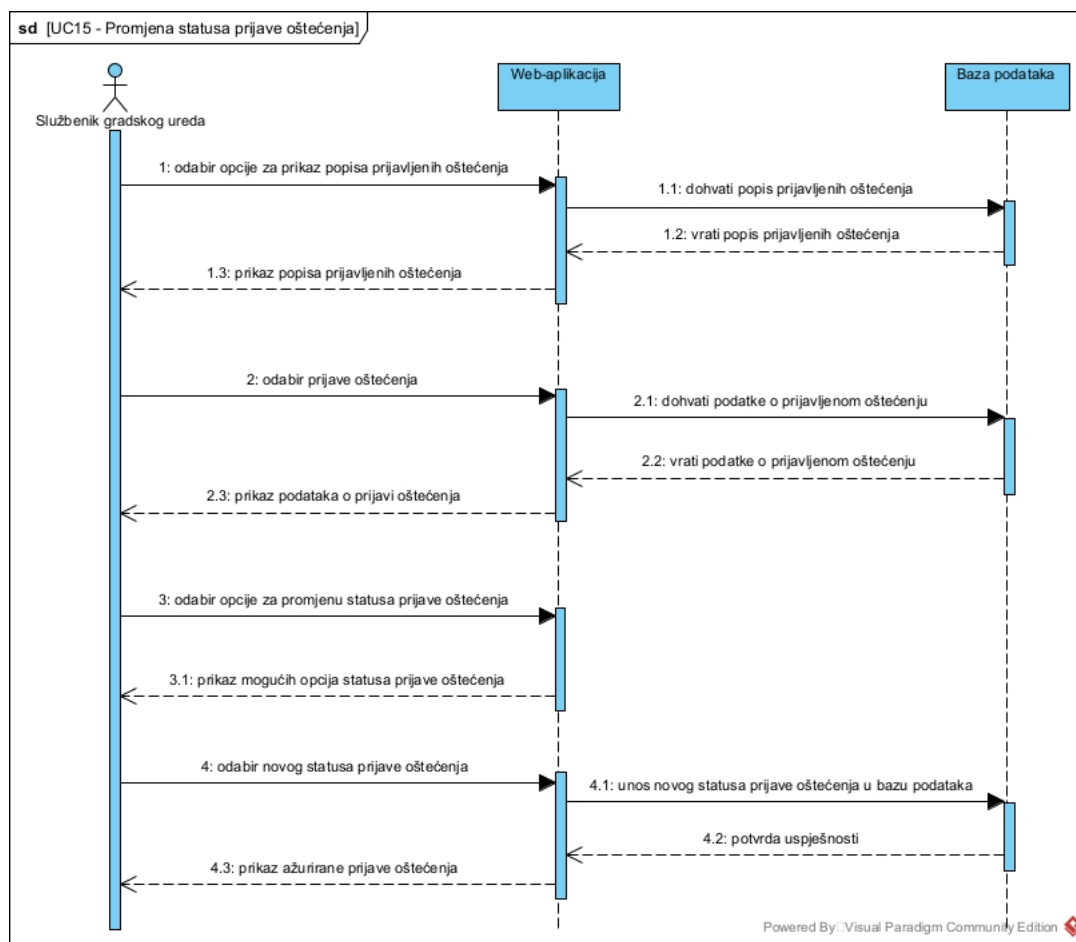 sd [UC15 - Promjena statusa prijave oštećenja]
Web-aplikacija
Baza podataka
Službenik gradskog ureda
1: odabir opcije za prikaz popisa prijavljenih oštećenja
1.1: dohvati popis prijavljenih oštećenja
1.2: vrati popis prijavljenih oštećenja
1.3: prikaz popisa prijavljenih oštećenja
2: odabir prijave oštećenja
2.1: dohvati podatke o prijavljenom oštećenju
2.2: vrati podatke o prijavljenom oštećenju
2.3: prikaz podataka o prijavi oštećenja
3: odabir opcije za promjenu statusa prijave oštećenja
3.1: prikaz mogućih opcija statusa prijave oštećenja
4: odabir novog statusa prijave oštećenja
4.1: unos novog statusa prijave oštećenja u bazu podataka
4.2: potvrda uspješnosti
4.3: prikaz ažurirane prijave oštećenja
Powered By Visual Paradigm Community Edition